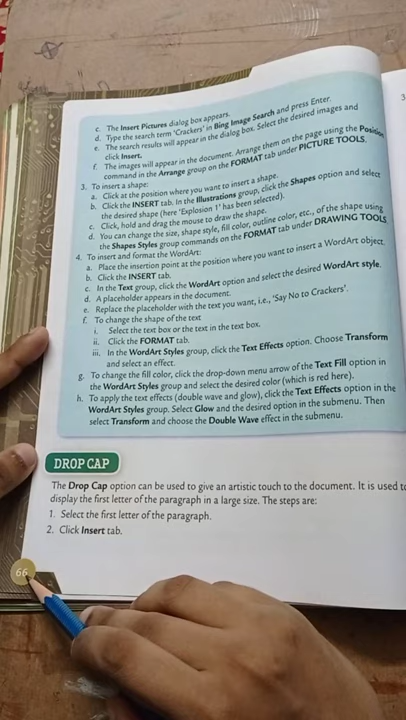 c. The Insert Pictures dialog box appears.
d. Type the search term 'Crackers' in Bing Image Search and press Enter.
e. The search results will appear in the dialog box. Select the desired images and
click Insert.
f. The images will appear in the document. Arrange them on the page using the Position
command in the Arrange group on the FORMAT tab under PICTURE TOOLS.
3. To insert a shape:
a. Click at the position where you want to insert a shape.
b. Click the INSERT tab. In the Illustrations group, click the Shapes option and select
the desired shape (here 'Explosion 1' has been selected).
c. Click, hold and drag the mouse to draw the shape.
d. You can change the size, shape style, fill color, outline color, etc., of the shape using
the Shapes Styles group commands on the FORMAT tab under DRAWING TOOLS
4. To insert and format the WordArt:
a. Place the insertion point at the position where you want to insert a WordArt object.
b. Click the INSERT tab.
c. In the Text group, click the WordArt option and select the desired WordArt style.
d. A placeholder appears in the document.
e. Replace the placeholder with the text you want, i.e., 'Say No to Crackers'.
f. To change the shape of the text
i. Select the text box or the text in the text box.
ii. Click the FORMAT tab.
iii. In the WordArt Styles group, click the Text Effects option. Choose Transform
and select an effect.
g. To change the fill color, click the drop-down menu arrow of the Text Fill option in
the WordArt Styles group and select the desired color (which is red here).
h. To apply the text effects (double wave and glow), click the Text Effects option in the
WordArt Styles group. Select Glow and the desired option in the submenu. Then
select Transform and choose the Double Wave effect in the submenu.
DROP CAP
The Drop Cap option can be used to give an artistic touch to the document. It is used to
display the first letter of the paragraph in a large size. The steps are:
1. Select the first letter of the paragraph.
2. Click Insert tab.
66
3